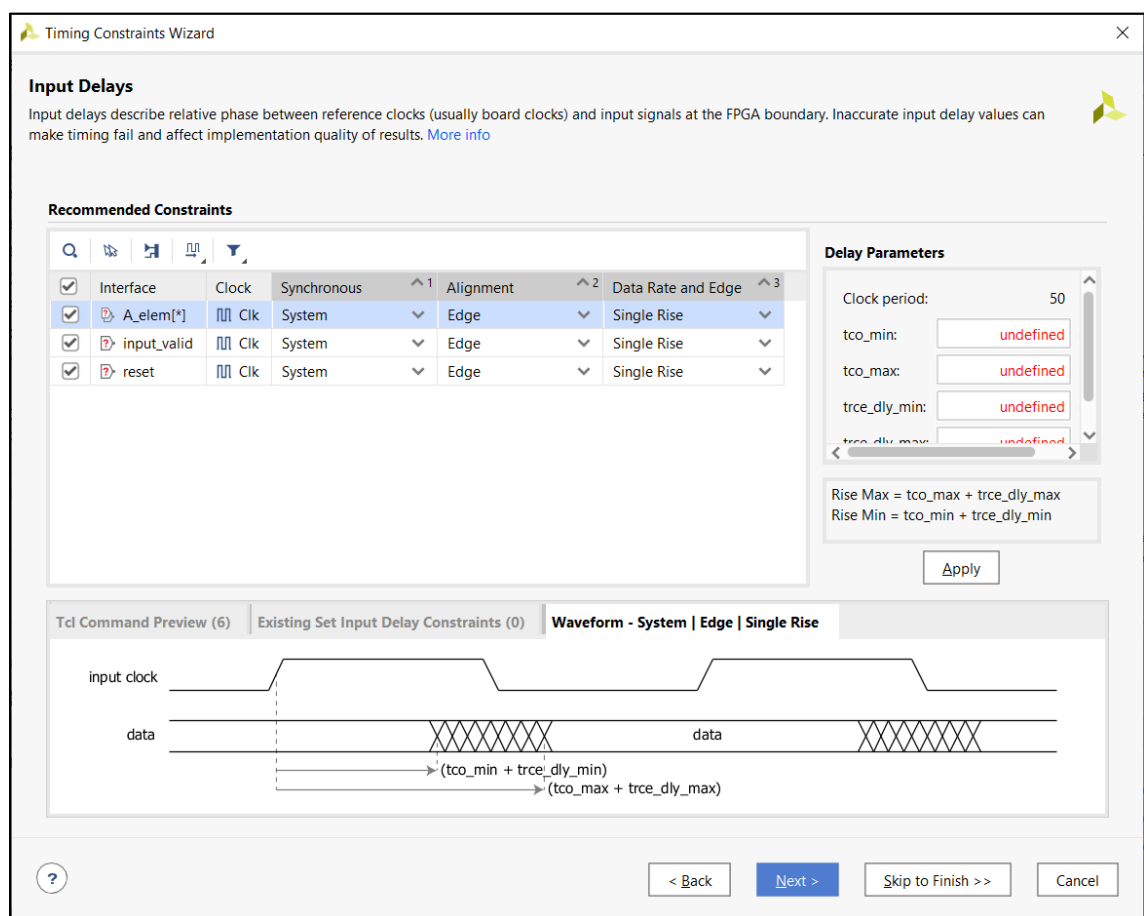 Timing Constraints Wizard
Input Delays
Input delays describe relative phase between reference clocks (usually board clocks) and input signals at the FPGA boundary. Inaccurate input delay values can
make timing fail and affect implementation quality of results. More info
Recommended Constraints
Interface Clock Synchronous 1 Alignment 2 Data Rate and Edge 3
A_elem[*] Clk System Edge Single Rise
input_valid Clk System Edge Single Rise
reset Clk System Edge Single Rise
Delay Parameters
Clock period: 50
tco_min: undefined
tco_max: undefined
trce_dly_min: undefined
trce_dly_max: undefined
Rise Max = tco_max + trce_dly_max
Rise Min = tco_min + trce_dly_min
Apply
Tcl Command Preview (6) Existing Set Input Delay Constraints (0) Waveform - System | Edge | Single Rise
input clock
data data
(tco_min + trce_dly_min)
(tco_max + trce_dly_max)
? < Back Next > Skip to Finish >> Cancel